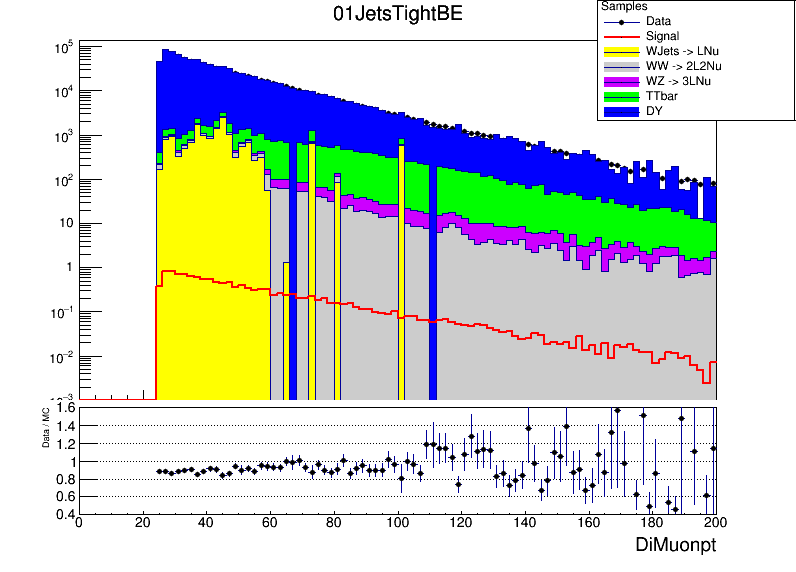 01JetsTightBE
Samples
Data
Signal
WJets -> LNu
WW -> 2L2Nu
WZ -> 3LNu
TTbar
DY
10^5
10^4
10^3
10^2
10
1
10^-1
10^-2
10^-3
Data / MC
1.6
1.4
1.2
1
0.8
0.6
0.4
0 20 40 60 80 100 120 140 160 180 200
DiMuonpt